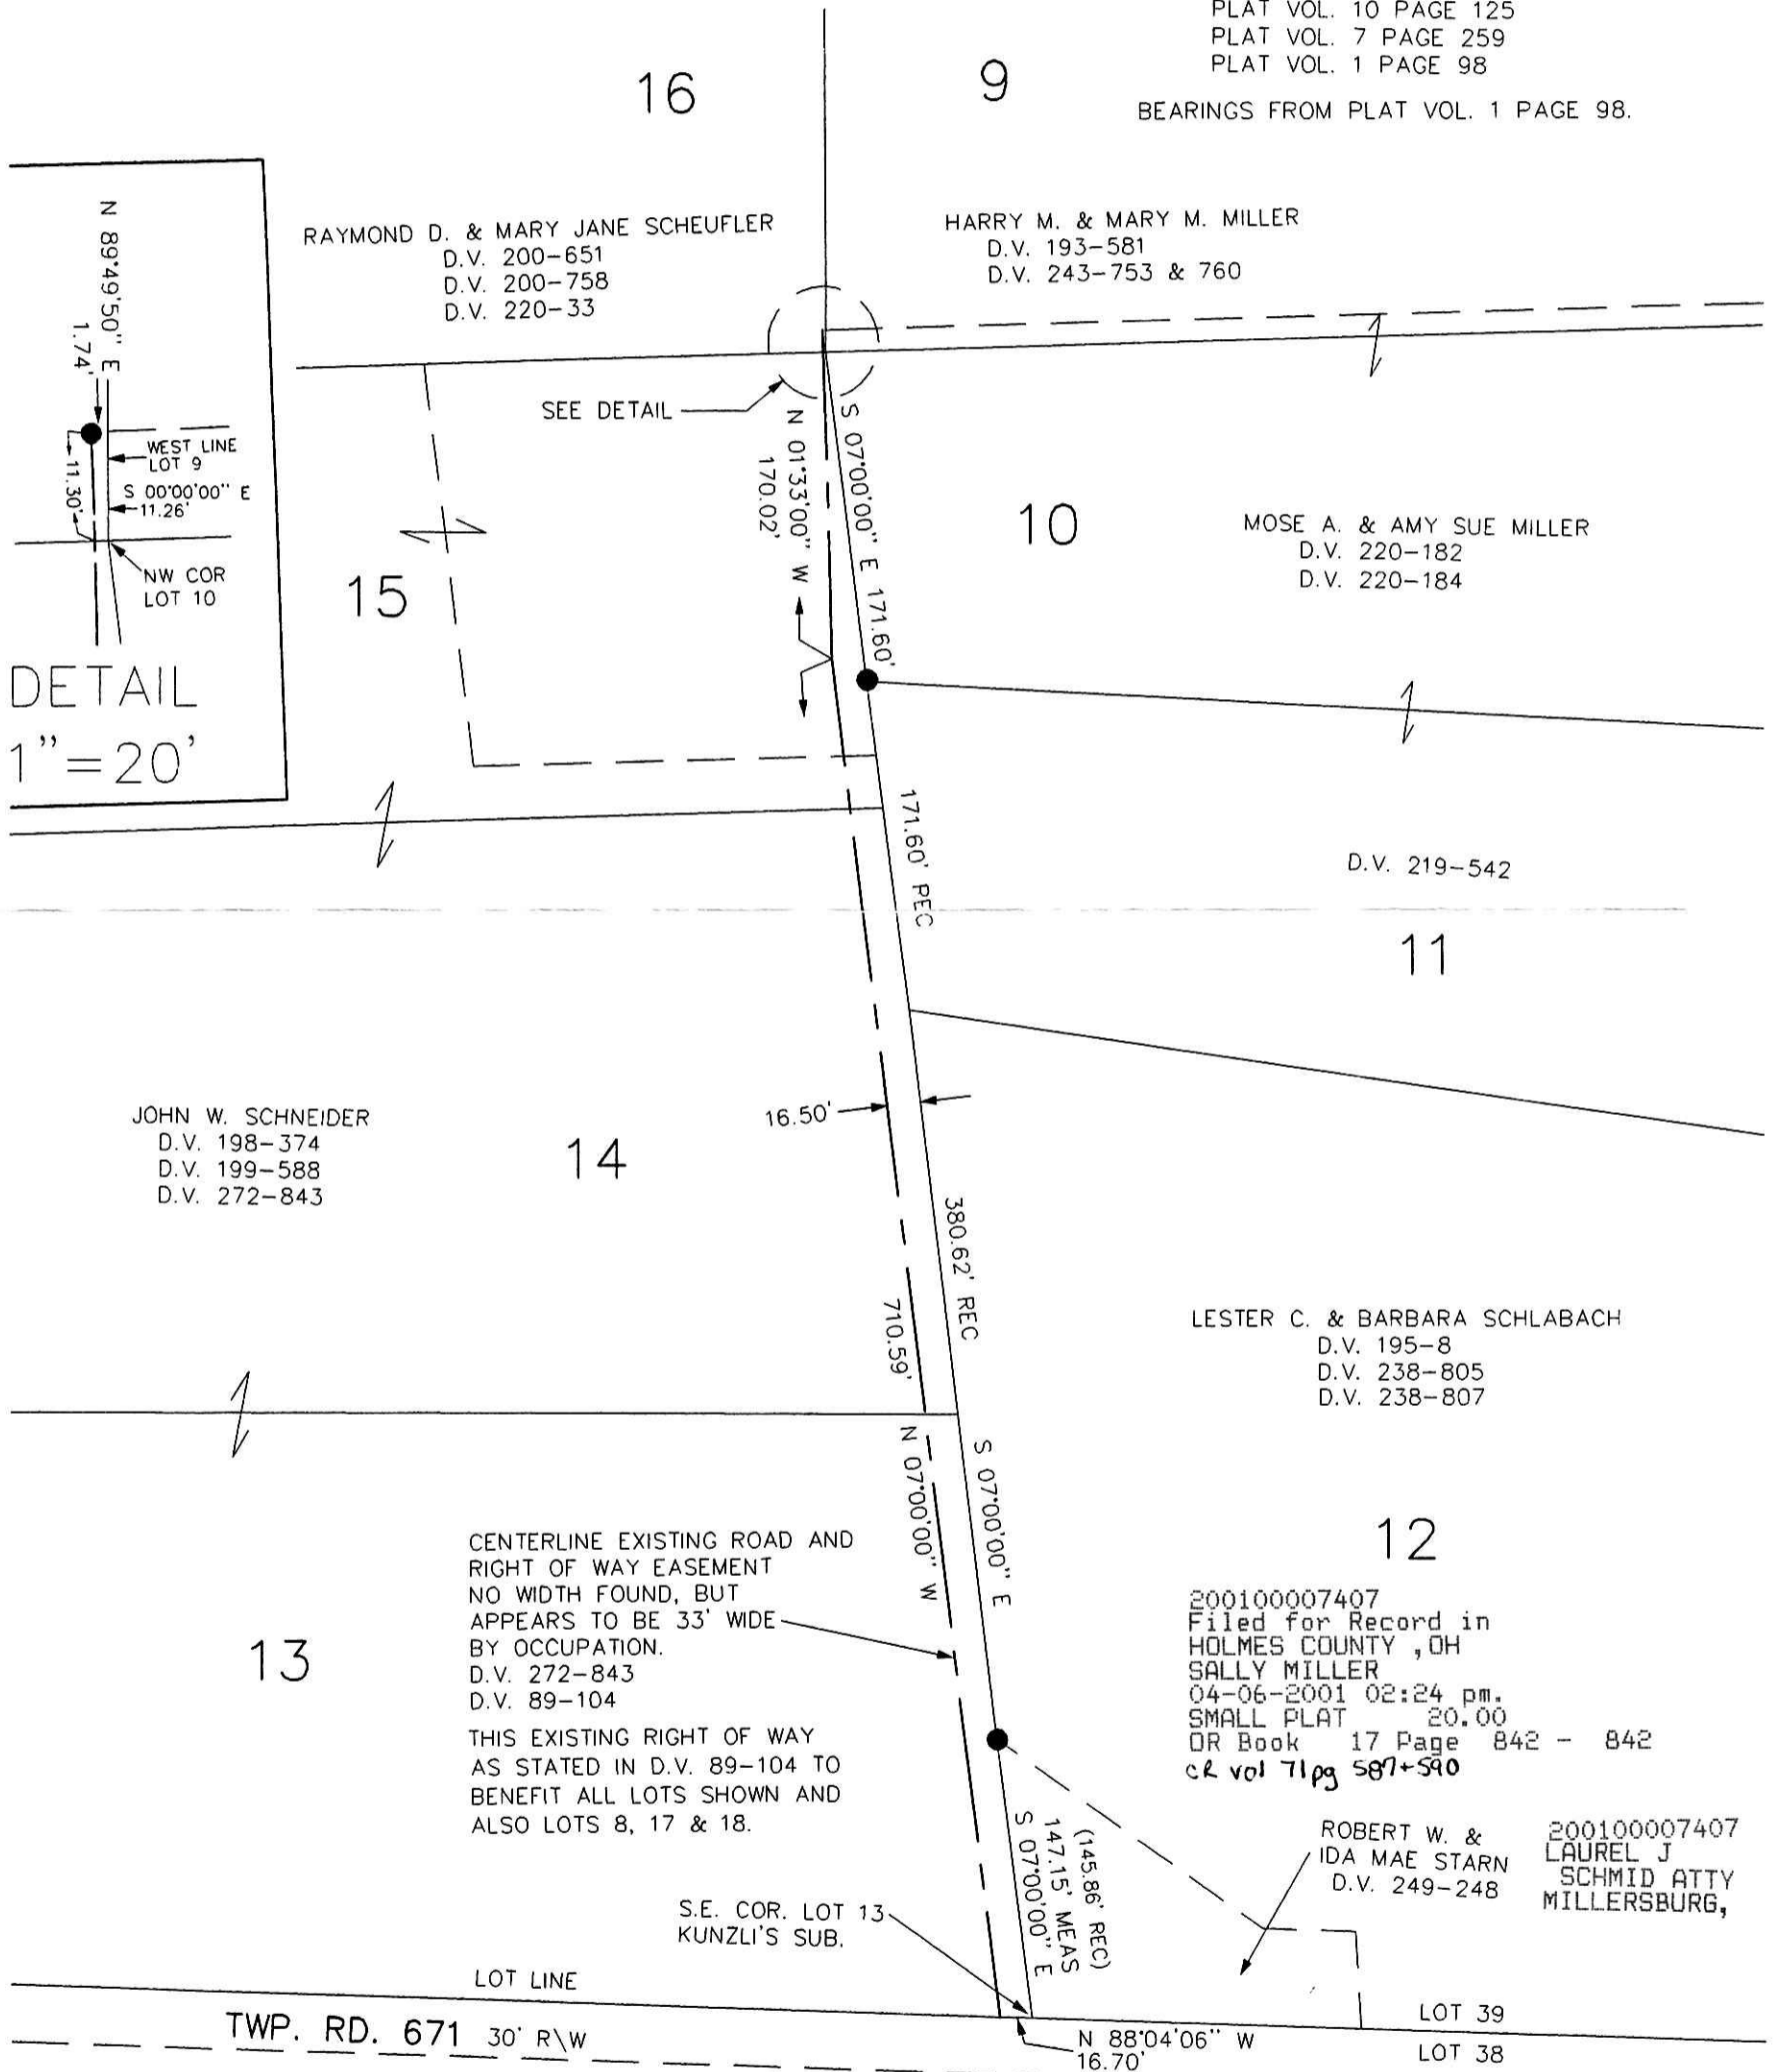 PLAT VOL. 10 PAGE 125
PLAT VOL. 7 PAGE 259
PLAT VOL. 1 PAGE 98
BEARINGS FROM PLAT VOL. 1 PAGE 98.
16
9
N 89°49'50" E
1.74'
WEST LINE
LOT 9
11.30'
S 00°00'00" E
11.26'
NW COR
LOT 10
DETAIL
1"=20'
RAYMOND D. & MARY JANE SCHEUFLER
D.V. 200-651
D.V. 200-758
D.V. 220-33
HARRY M. & MARY M. MILLER
D.V. 193-581
D.V. 243-753 & 760
SEE DETAIL
N 01°33'00" W
170.02'
S 07°00'00" E 171.60'
10
MOSE A. & AMY SUE MILLER
D.V. 220-182
D.V. 220-184
15
171.60' REC
D.V. 219-542
11
JOHN W. SCHNEIDER
D.V. 198-374
D.V. 199-588
D.V. 272-843
14
16.50'
380.62' REC
710.59'
LESTER C. & BARBARA SCHLABACH
D.V. 195-8
D.V. 238-805
D.V. 238-807
N 07°00'00" W
S 07°00'00" E
12
CENTERLINE EXISTING ROAD AND
RIGHT OF WAY EASEMENT
NO WIDTH FOUND, BUT
APPEARS TO BE 33' WIDE
BY OCCUPATION.
D.V. 272-843
D.V. 89-104
THIS EXISTING RIGHT OF WAY
AS STATED IN D.V. 89-104 TO
BENEFIT ALL LOTS SHOWN AND
ALSO LOTS 8, 17 & 18.
13
200100007407
Filed for Record in
HOLMES COUNTY ,OH
SALLY MILLER
04-06-2001 02:24 pm.
SMALL PLAT 20.00
OR Book 17 Page 842 - 842
CR vol 71 pg 587+590
(145.86' REC)
147.15' MEAS
S 07°00'00" E
ROBERT W. &
IDA MAE STARN
D.V. 249-248
200100007407
LAUREL J
SCHMID ATTY
MILLERSBURG,
S.E. COR. LOT 13
KUNZLI'S SUB.
LOT LINE
TWP. RD. 671 30' R\W
N 88°04'06" W
16.70'
LOT 39
LOT 38